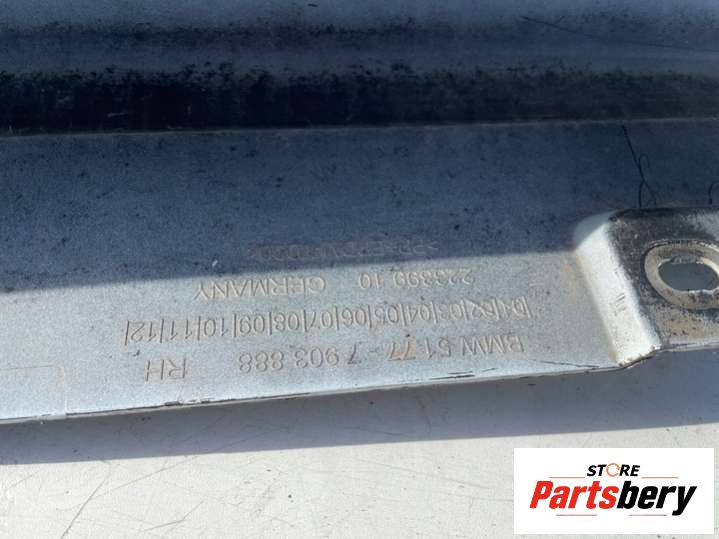 BMW 51.77-7 903 888 RH
|04|05|06|07|08|09|10|11|12|
223399 10 GERMANY
STORE
Partsbery